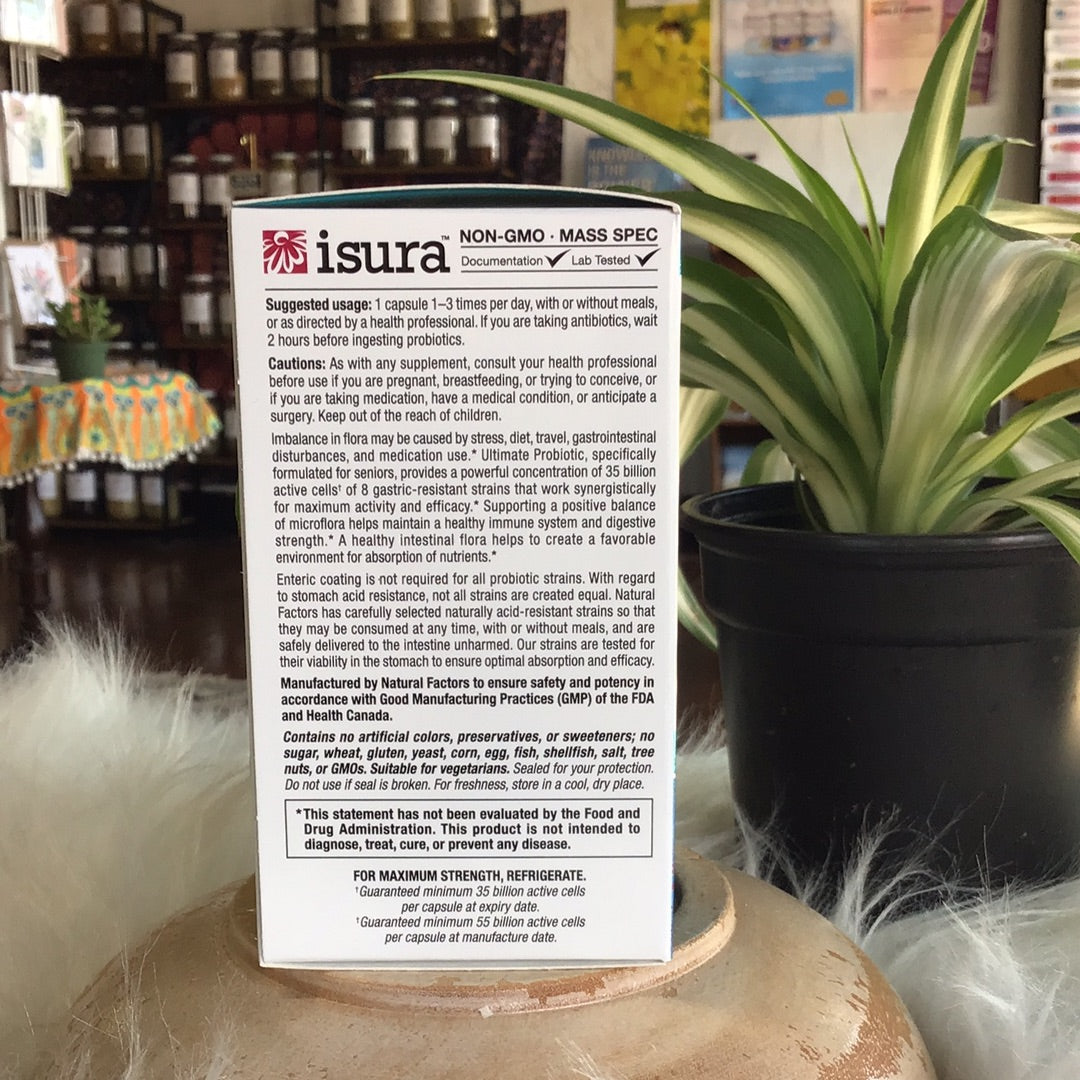 isura™
NON-GMO · MASS SPEC
Documentation ✓ Lab Tested ✓
Suggested usage: 1 capsule 1–3 times per day, with or without meals,
or as directed by a health professional. If you are taking antibiotics, wait
2 hours before ingesting probiotics.
Cautions: As with any supplement, consult your health professional
before use if you are pregnant, breastfeeding, or trying to conceive, or
if you are taking medication, have a medical condition, or anticipate a
surgery. Keep out of the reach of children.
Imbalance in flora may be caused by stress, diet, travel, gastrointestinal
disturbances, and medication use.* Ultimate Probiotic, specifically
formulated for seniors, provides a powerful concentration of 35 billion
active cells† of 8 gastric-resistant strains that work synergistically
for maximum activity and efficacy.* Supporting a positive balance
of microflora helps maintain a healthy immune system and digestive
strength.* A healthy intestinal flora helps to create a favorable
environment for absorption of nutrients.*
Enteric coating is not required for all probiotic strains. With regard
to stomach acid resistance, not all strains are created equal. Natural
Factors has carefully selected naturally acid-resistant strains so that
they may be consumed at any time, with or without meals, and are
safely delivered to the intestine unharmed. Our strains are tested for
their viability in the stomach to ensure optimal absorption and efficacy.
Manufactured by Natural Factors to ensure safety and potency in
accordance with Good Manufacturing Practices (GMP) of the FDA
and Health Canada.
Contains no artificial colors, preservatives, or sweeteners; no
sugar, wheat, gluten, yeast, corn, egg, fish, shellfish, salt, tree
nuts, or GMOs. Suitable for vegetarians. Sealed for your protection.
Do not use if seal is broken. For freshness, store in a cool, dry place.
*This statement has not been evaluated by the Food and
Drug Administration. This product is not intended to
diagnose, treat, cure, or prevent any disease.
FOR MAXIMUM STRENGTH, REFRIGERATE.
†Guaranteed minimum 35 billion active cells
per capsule at expiry date.
†Guaranteed minimum 55 billion active cells
per capsule at manufacture date.